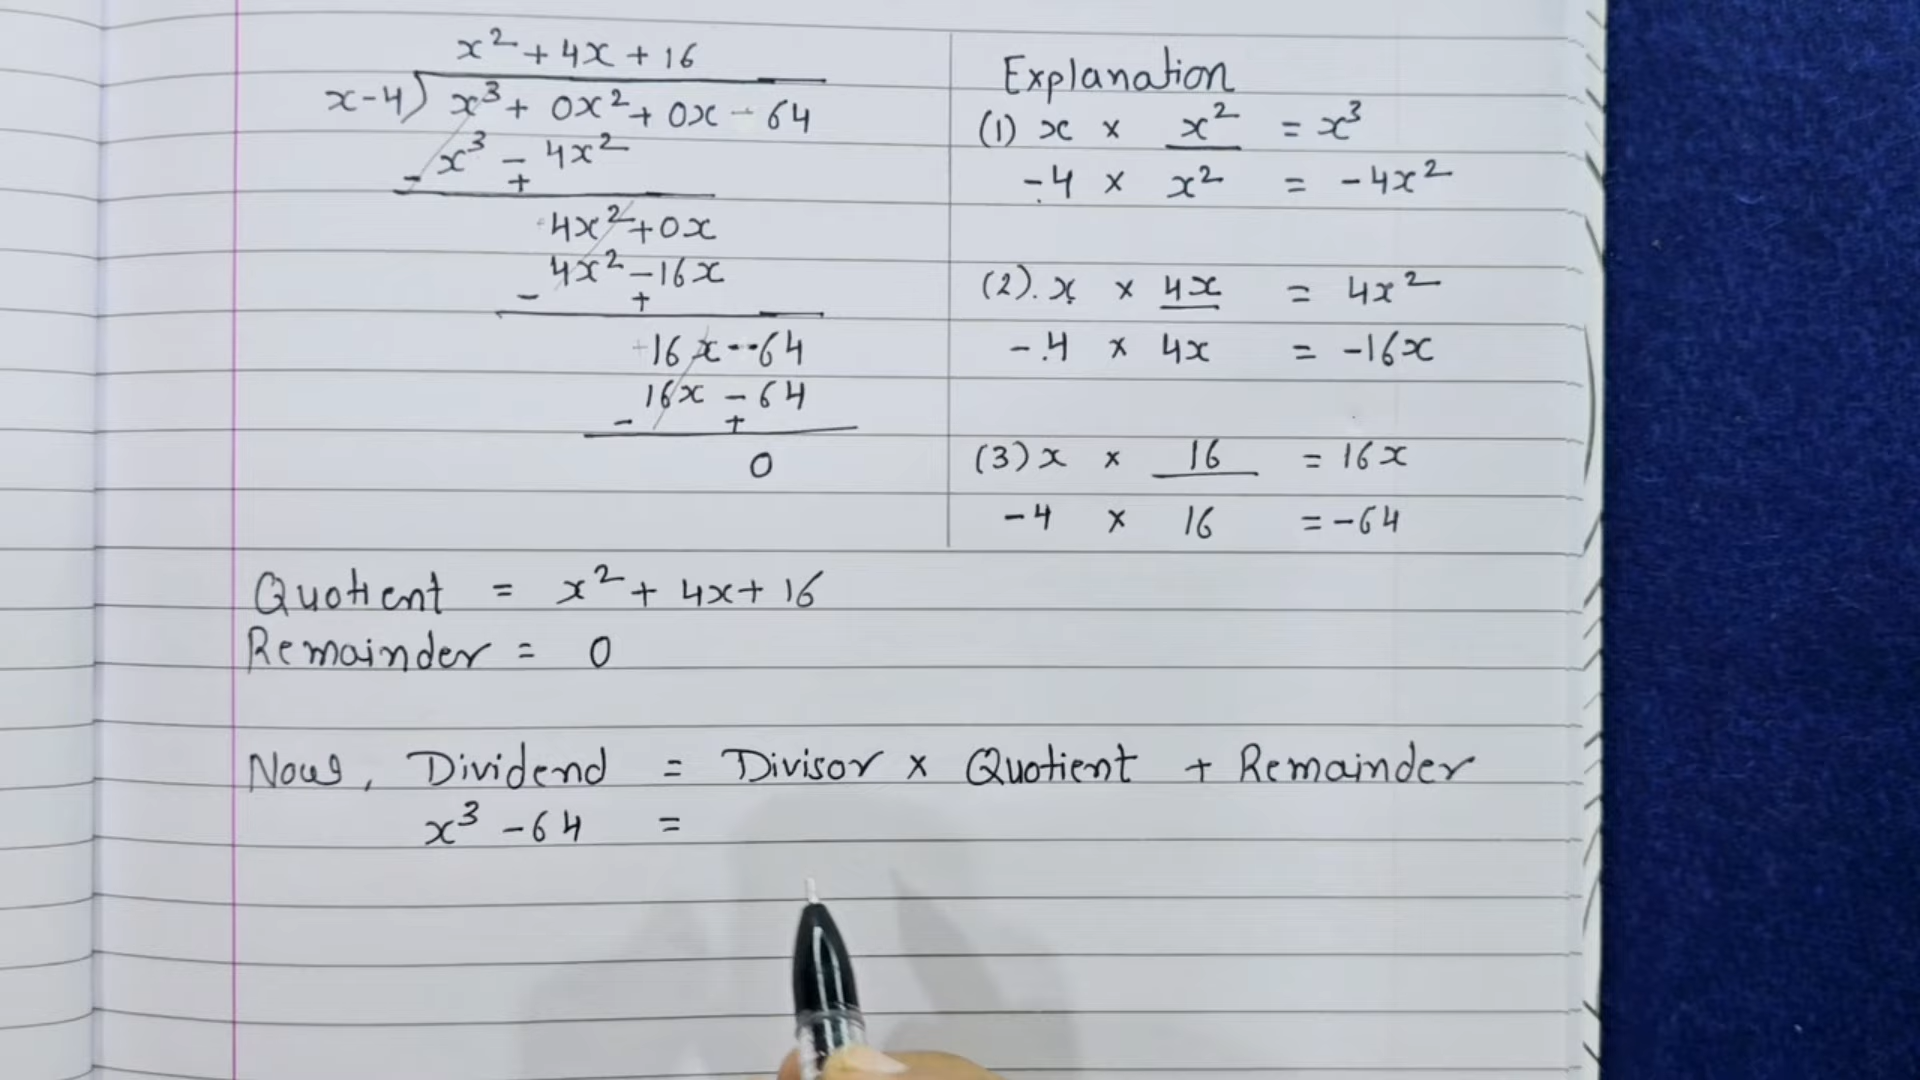 x² + 4x + 16
x-4) x³ + 0x² + 0x - 64
x³ - 4x²
- +
4x² + 0x
4x² - 16x
- +
+16x - 64
16x - 64
- +
0
Explanation
(1) x × x² = x³
-4 × x² = -4x²
(2). x × 4x = 4x²
-4 × 4x = -16x
(3) x × 16 = 16x
-4 × 16 = -64
Quotient = x² + 4x + 16
Remainder = 0
Now, Dividend = Divisor × Quotient + Remainder
x³ - 64 =